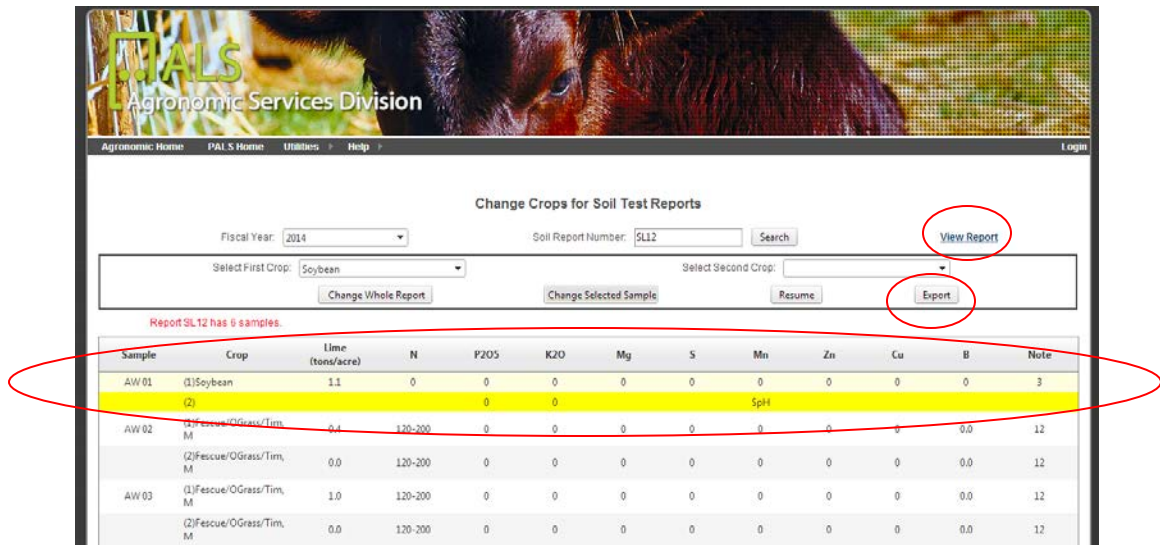 PALS
Agronomic Services Division
Agronomic Home PALS Home Utilities Help Login
Change Crops for Soil Test Reports
Fiscal Year: 2014 Soil Report Number: SL12 Search View Report
Select First Crop: Soybean Select Second Crop:
Change Whole Report Change Selected Sample Resume Export
Report SL12 has 6 samples.
Sample Crop Lime (tons/acre) N P2O5 K2O Mg S Mn Zn Cu B Note
AW 01 (1)Soybean 1.1 0 0 0 0 0 0 0 0 0 3
(2) 0 0 $pH
AW 02 (1)Fescue/OGrass/Tim, M 0.4 120-200 0 0 0 0 0 0 0 0.0 12
(2)Fescue/OGrass/Tim, M 0.0 120-200 0 0 0 0 0 0 0 0.0 12
AW 03 (1)Fescue/OGrass/Tim, M 1.0 120-200 0 0 0 0 0 0 0 0.0 12
(2)Fescue/OGrass/Tim, M 0.0 120-200 0 0 0 0 0 0 0 0.0 12